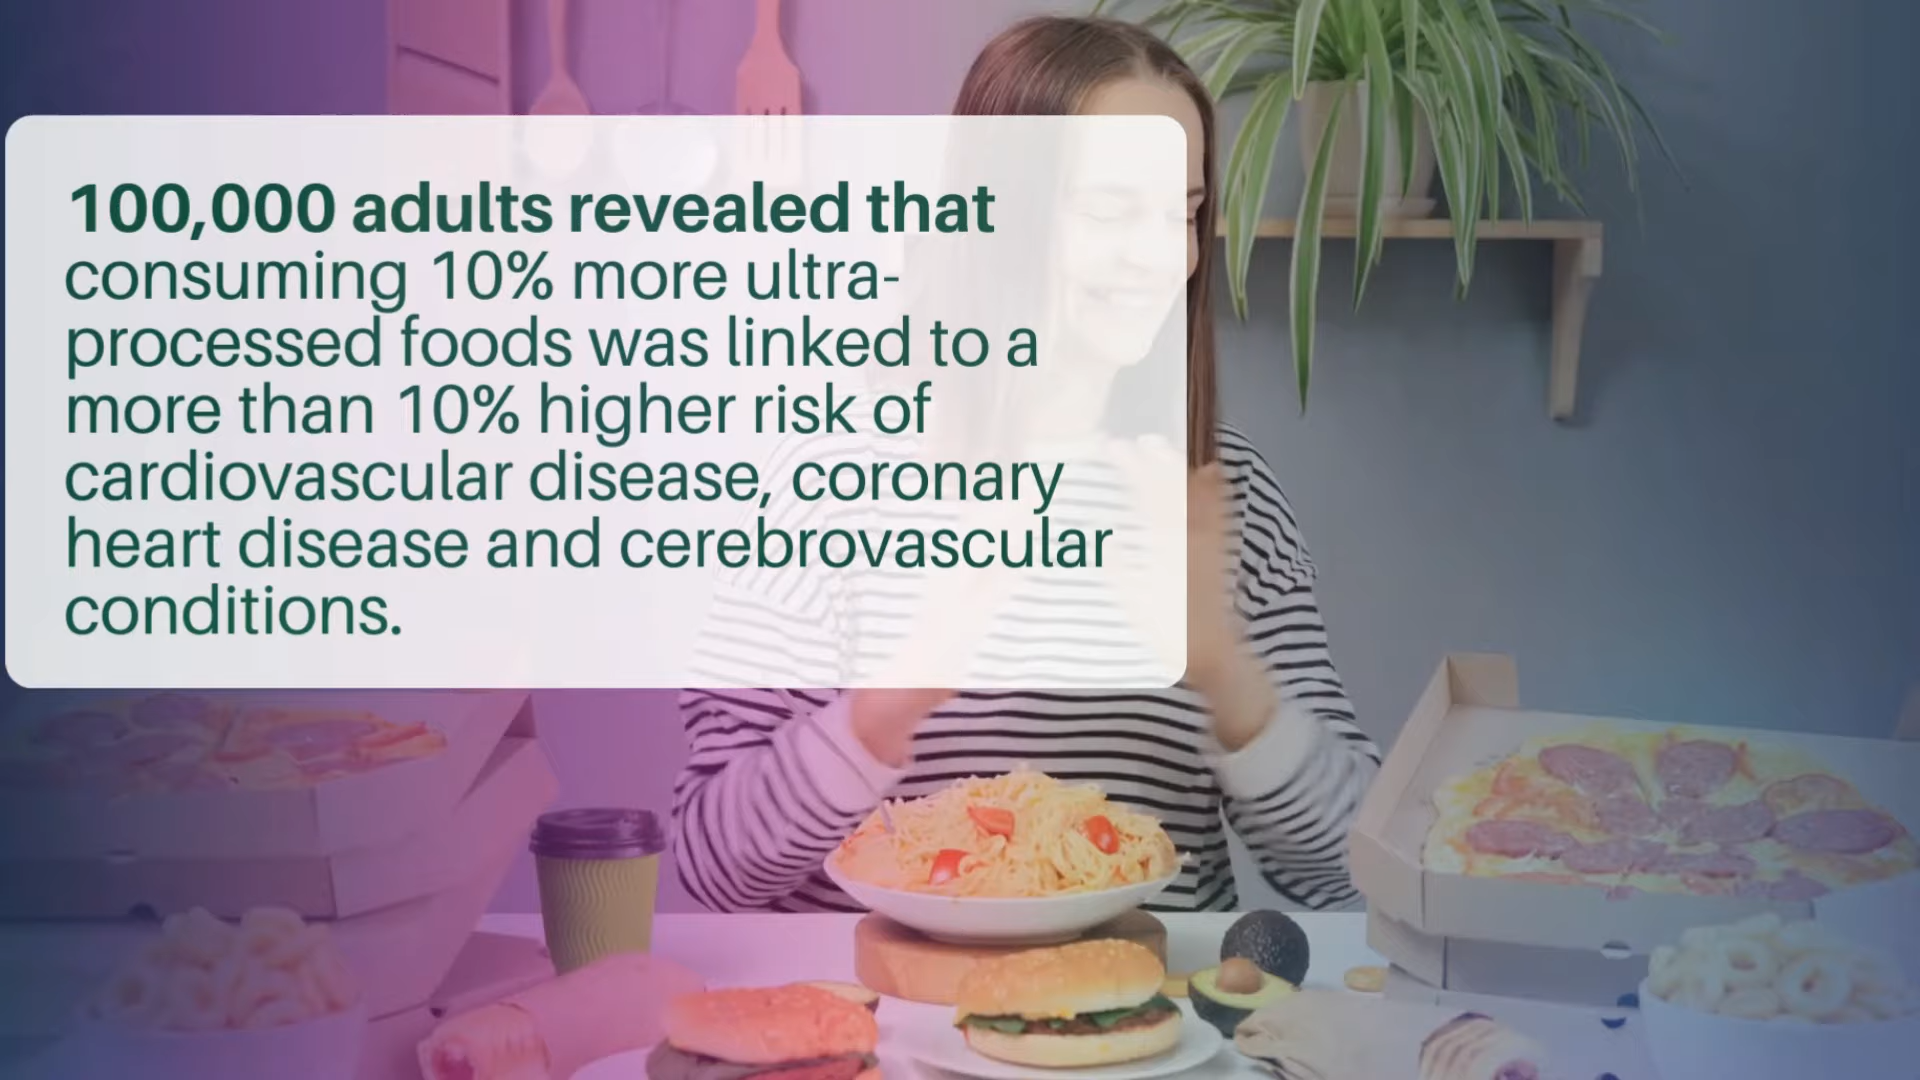 100,000 adults revealed that
consuming 10% more ultra-
processed foods was linked to a
more than 10% higher risk of
cardiovascular disease, coronary
heart disease and cerebrovascular
conditions.